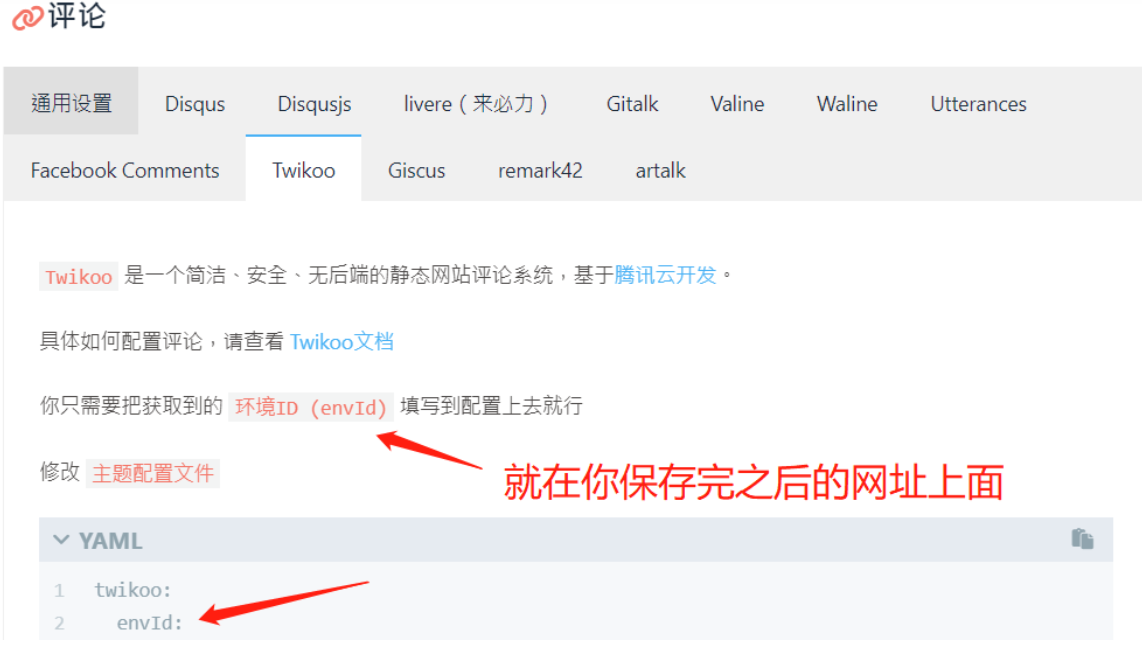 评论
通用设置 Disqus Disqusjs livere（来必力） Gitalk Valine Waline Utterances
Facebook Comments Twikoo Giscus remark42 artalk
Twikoo 是一个简洁、安全、无后端的静态网站评论系统，基于腾讯云开发。
具体如何配置评论，请查看 Twikoo文档
你只需要把获取到的 环境ID (envId) 填写到配置上去就行
修改 主题配置文件
就在你保存完之后的网址上面
YAML
1 twikoo:
2 envId: